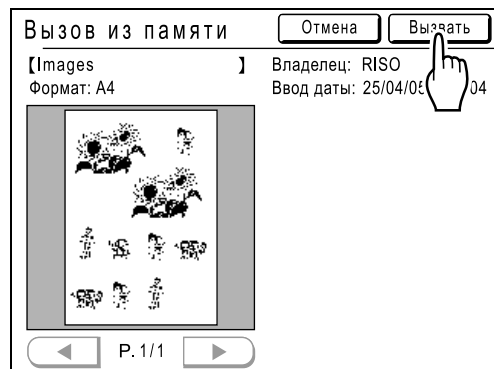 Вызов из памяти
Отмена
Вызвать
【Images 】
Владелец: RISO
Формат: A4
Ввод даты: 25/04/0 04
P. 1/1